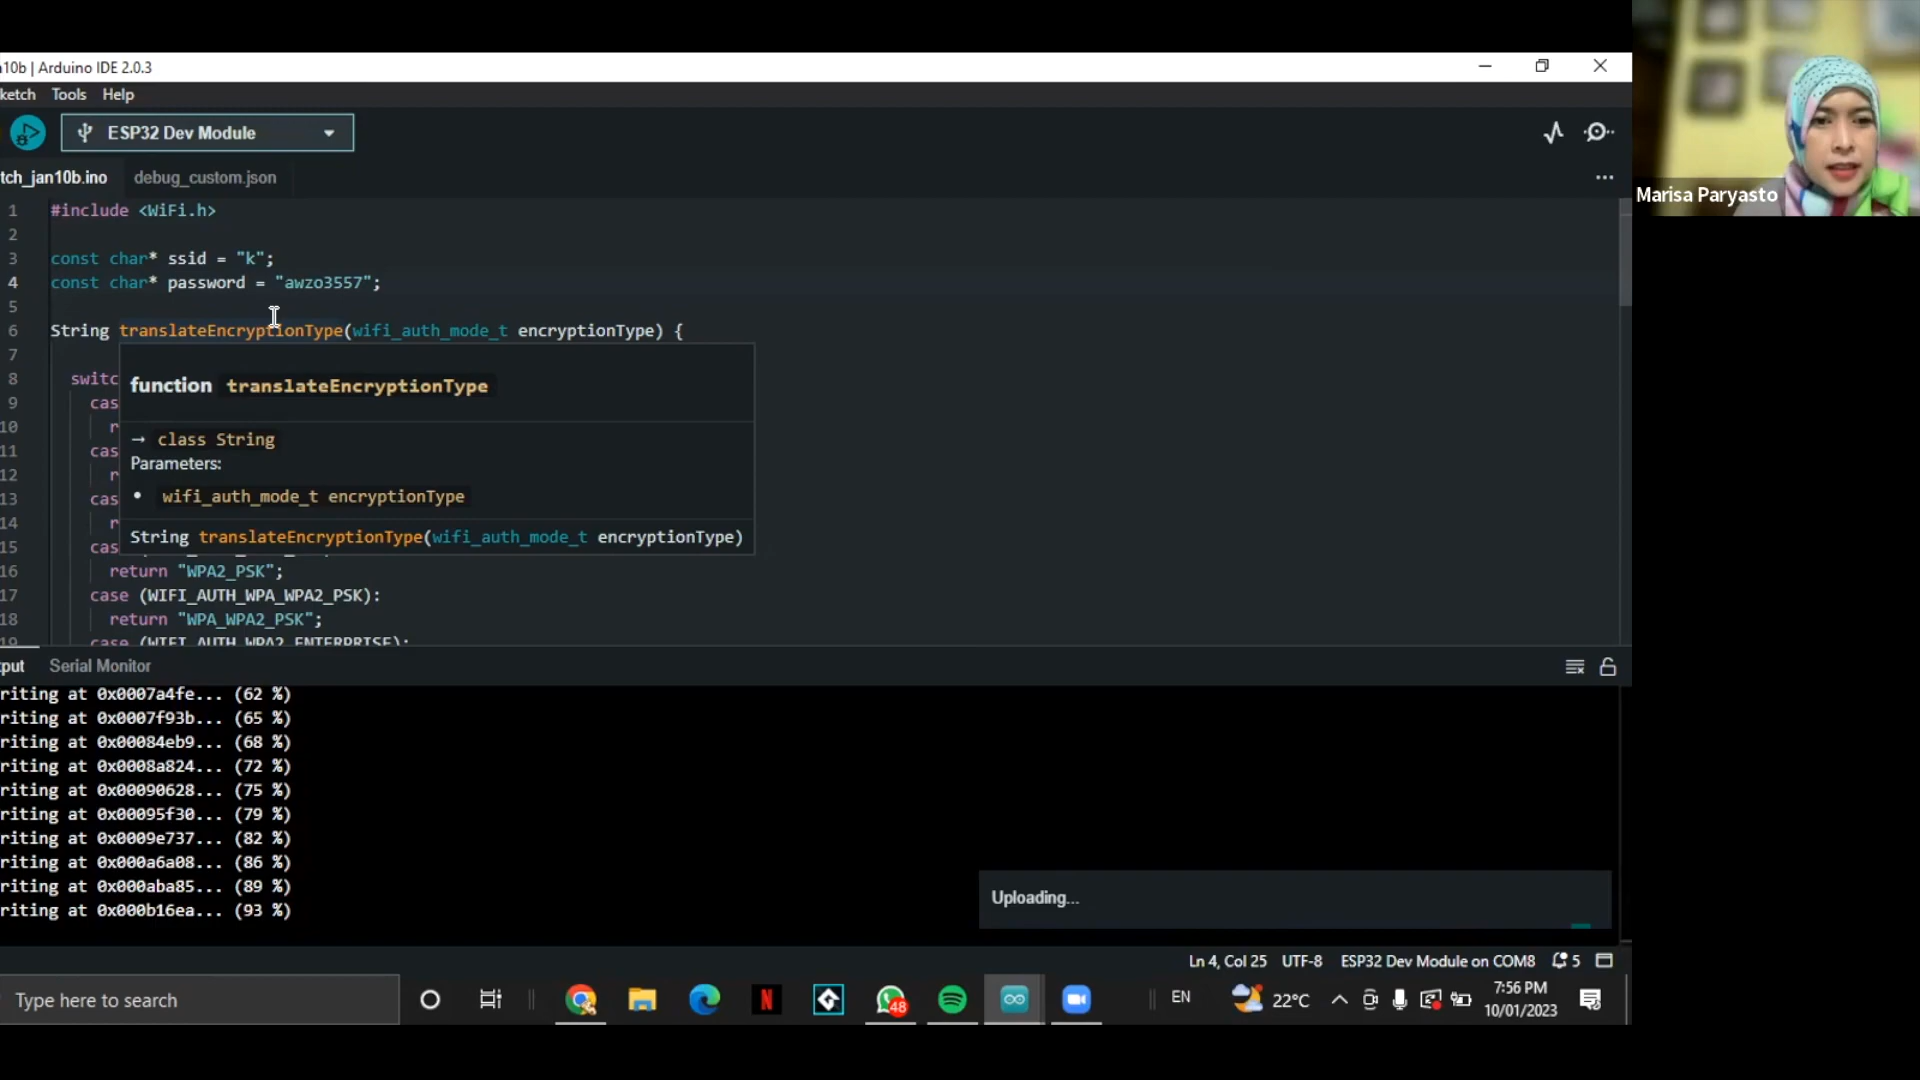 10b | Arduino IDE 2.0.3
ketch Tools Help
ESP32 Dev Module
tch_jan10b.ino debug_custom.json
1 #include <WiFi.h>
2
3 const char* ssid = "k";
4 const char* password = "awzo3557";
5
6 String translateEncryptionType(wifi_auth_mode_t encryptionType) {
7
8 switc
9 cas
10 r
11 cas
12 r
13 cas
14 r
15 cas
16 return "WPA2_PSK";
17 case (WIFI_AUTH_WPA_WPA2_PSK):
18 return "WPA_WPA2_PSK";
19 case (WIFI_AUTH_WPA2_ENTERPRISE):
function translateEncryptionType
→ class String
Parameters:
• wifi_auth_mode_t encryptionType
String translateEncryptionType(wifi_auth_mode_t encryptionType)
put Serial Monitor
riting at 0x0007a4fe... (62 %)
riting at 0x0007f93b... (65 %)
riting at 0x00084eb9... (68 %)
riting at 0x0008a824... (72 %)
riting at 0x00090628... (75 %)
riting at 0x00095f30... (79 %)
riting at 0x0009e737... (82 %)
riting at 0x000a6a08... (86 %)
riting at 0x000aba85... (89 %)
riting at 0x000b16ea... (93 %)
Uploading...
Ln 4, Col 25 UTF-8 ESP32 Dev Module on COM8 5
Type here to search
N
48
EN
22°C
7:56 PM
10/01/2023
Marisa Paryasto